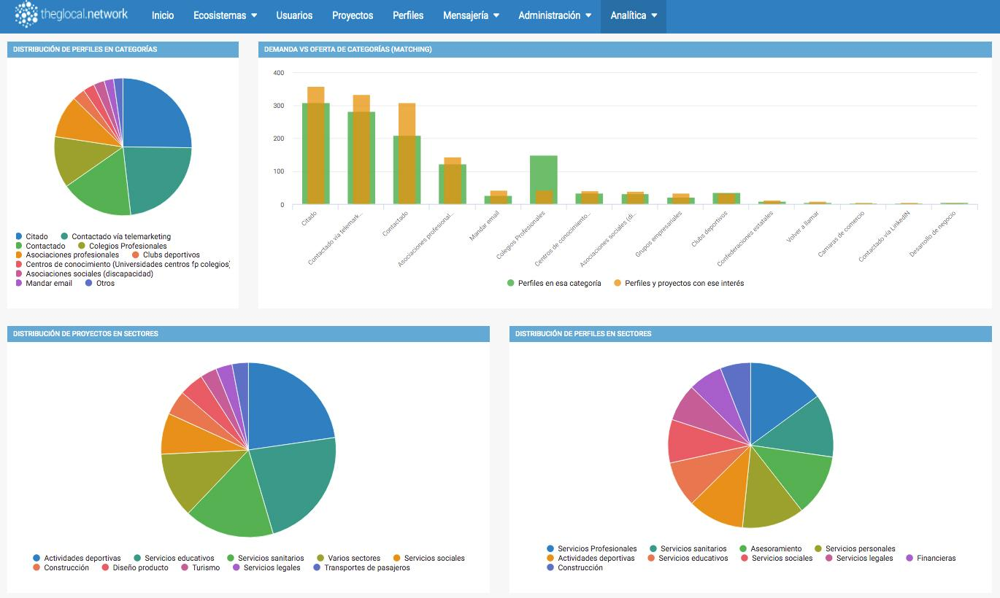 theglocal.network Inicio Ecosistemas Usuarios Proyectos Perfiles Mensajería Administración Analítica
DISTRIBUCIÓN DE PERFILES EN CATEGORÍAS
Citado Contactado vía telemarketing
Contactado Colegios Profesionales
Asociaciones profesionales Clubs deportivos
Centros de conocimiento (Universidades centros fp colegios)
Asociaciones sociales (discapacidad)
Mandar email Otros
DEMANDA VS OFERTA DE CATEGORÍAS (MATCHING)
400
300
200
100
0
Citado
Contactado vía telemark...
Contactado
Asociaciones profesional...
Mandar email
Colegios Profesionales
Centros de conocimiento...
Asociaciones sociales (di...
Grupos empresariales
Clubs deportivos
Confederaciones estatales
Volver a llamar
Camaras de comercio
Contactado vía LinkedIN
Desarrollo de negocio
Perfiles en esa categoría Perfiles y proyectos con ese interés
DISTRIBUCIÓN DE PROYECTOS EN SECTORES
Actividades deportivas Servicios educativos Servicios sanitarios Varios sectores Servicios sociales
Construcción Diseño producto Turismo Servicios legales Transportes de pasajeros
DISTRIBUCIÓN DE PERFILES EN SECTORES
Servicios Profesionales Servicios sanitarios Asesoramiento Servicios personales
Actividades deportivas Servicios educativos Servicios sociales Servicios legales Financieras
Construcción